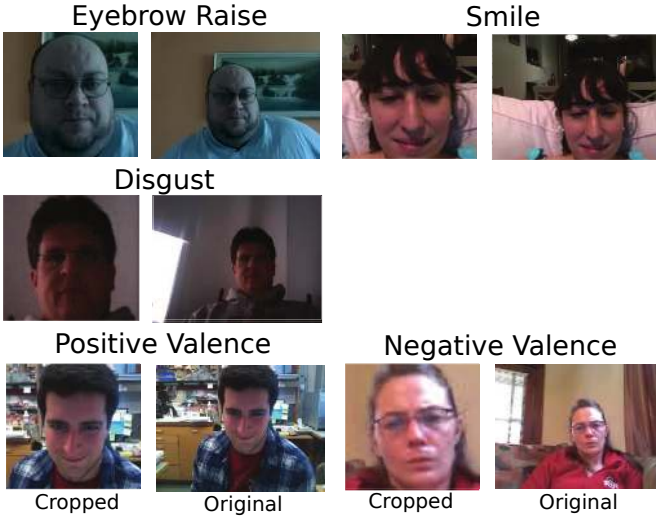 Eyebrow Raise
Smile
Disgust
Positive Valence
Negative Valence
Cropped
Original
Cropped
Original